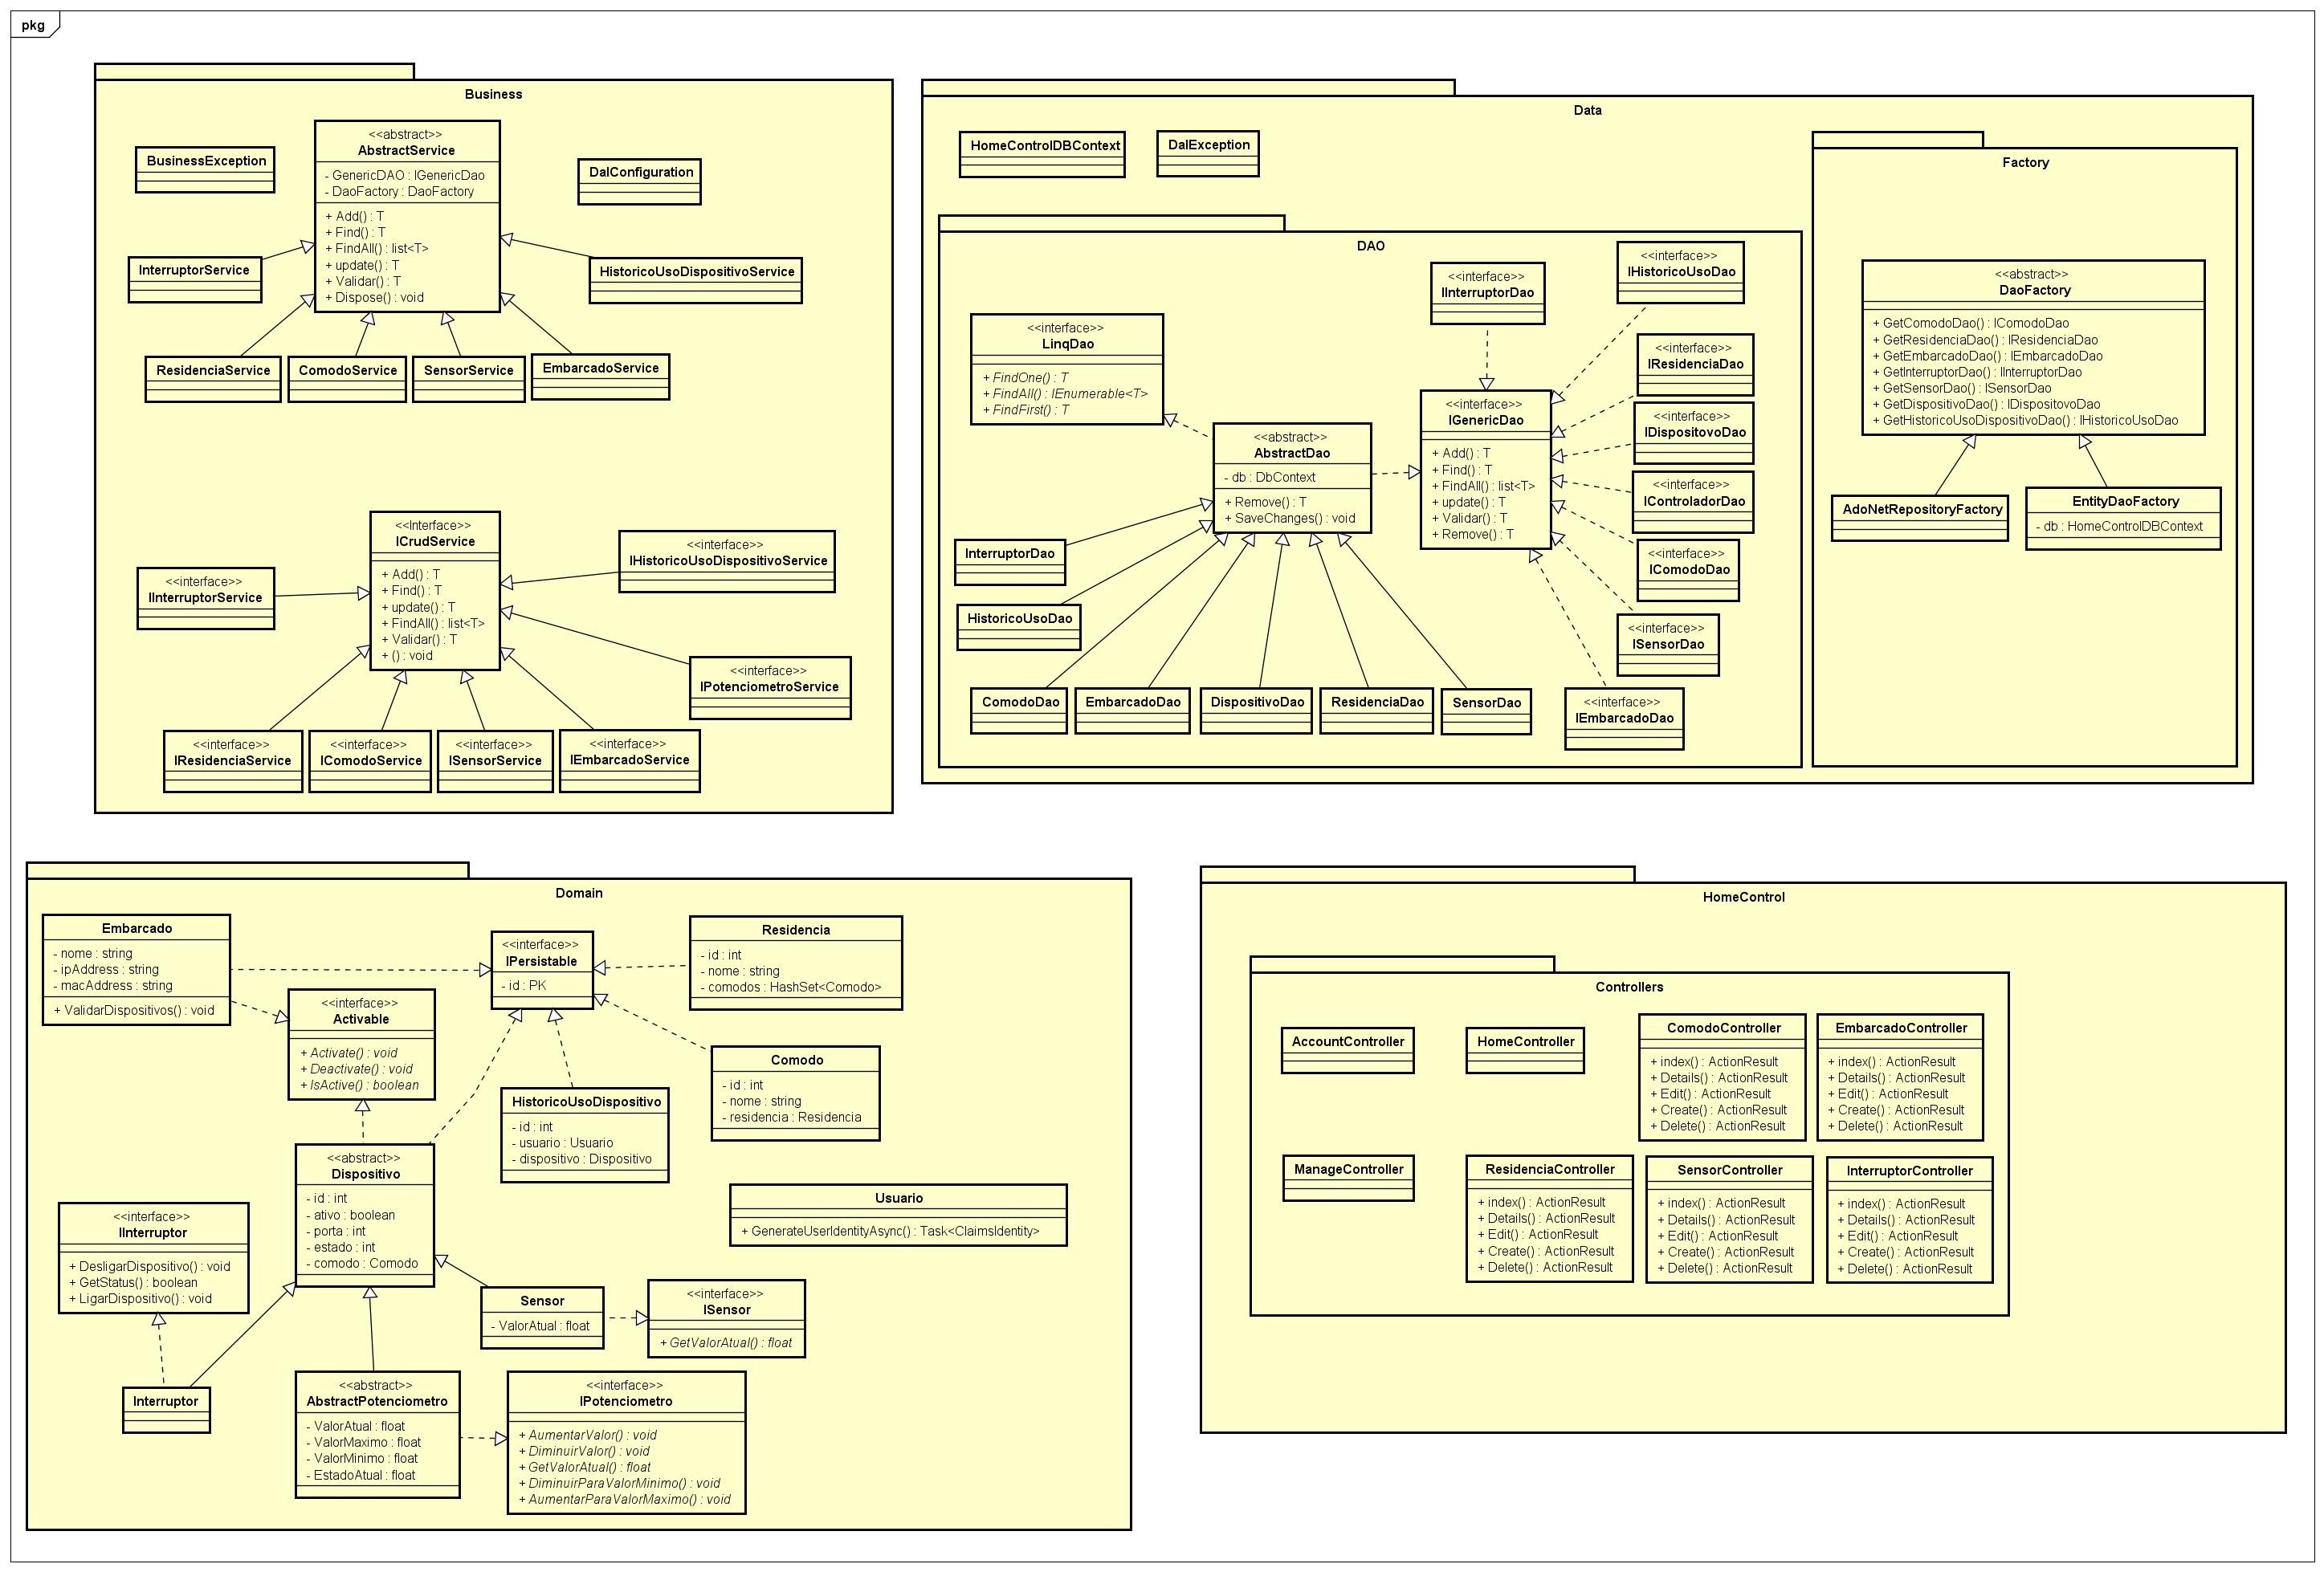 pkg
Business
BusinessException
<<abstract>>
AbstractService
- GenericDAO : IGenericDao
- DaoFactory : DaoFactory
+ Add() : T
+ Find() : T
+ FindAll() : list<T>
+ update() : T
+ Validar() : T
+ Dispose() : void
DalConfiguration
InterruptorService
HistoricoUsoDispositivoService
ResidenciaService
ComodoService
SensorService
EmbarcadoService
<<Interface>>
ICrudService
+ Add() : T
+ Find() : T
+ update() : T
+ FindAll() : list<T>
+ Validar() : T
+ () : void
<<interface>>
IHistoricoUsoDispositivoService
<<interface>>
IInterruptorService
<<interface>>
IPotenciometroService
<<interface>>
IResidenciaService
<<interface>>
IComodoService
<<interface>>
ISensorService
<<interface>>
IEmbarcadoService
Data
HomeControlDBContext
DalException
DAO
<<interface>>
LinqDao
+ FindOne() : T
+ FindAll() : IEnumerable<T>
+ FindFirst() : T
<<interface>>
IInterruptorDao
<<interface>>
IHistoricoUsoDao
<<interface>>
IResidenciaDao
<<interface>>
IDispositovoDao
<<interface>>
IControladorDao
<<interface>>
IComodoDao
<<interface>>
ISensorDao
<<interface>>
IEmbarcadoDao
<<interface>>
IGenericDao
+ Add() : T
+ Find() : T
+ FindAll() : list<T>
+ update() : T
+ Validar() : T
+ Remove() : T
<<abstract>>
AbstractDao
- db : DbContext
+ Remove() : T
+ SaveChanges() : void
InterruptorDao
HistoricoUsoDao
ComodoDao
EmbarcadoDao
DispositivoDao
ResidenciaDao
SensorDao
Factory
<<abstract>>
DaoFactory
+ GetComodoDao() : IComodoDao
+ GetResidenciaDao() : IResidenciaDao
+ GetEmbarcadoDao() : IEmbarcadoDao
+ GetInterruptorDao() : IInterruptorDao
+ GetSensorDao() : ISensorDao
+ GetDispositivoDao() : IDispositovoDao
+ GetHistoricoUsoDispositivoDao() : IHistoricoUsoDao
AdoNetRepositoryFactory
EntityDaoFactory
- db : HomeControlDBContext
Domain
Embarcado
- nome : string
- ipAddress : string
- macAddress : string
+ ValidarDispositivos() : void
<<interface>>
IPersistable
- id : PK
Residencia
- id : int
- nome : string
- comodos : HashSet<Comodo>
<<interface>>
Activable
+ Activate() : void
+ Deactivate() : void
+ IsActive() : boolean
Comodo
- id : int
- nome : string
- residencia : Residencia
HistoricoUsoDispositivo
- id : int
- usuario : Usuario
- dispositivo : Dispositivo
<<abstract>>
Dispositivo
- id : int
- ativo : boolean
- porta : int
- estado : int
- comodo : Comodo
Usuario
+ GenerateUserIdentityAsync() : Task<ClaimsIdentity>
<<interface>>
IInterruptor
+ DesligarDispositivo() : void
+ GetStatus() : boolean
+ LigarDispositivo() : void
Sensor
- ValorAtual : float
<<interface>>
ISensor
+ GetValorAtual() : float
Interruptor
<<abstract>>
AbstractPotenciometro
- ValorAtual : float
- ValorMaximo : float
- ValorMinimo : float
- EstadoAtual : float
<<interface>>
IPotenciometro
+ AumentarValor() : void
+ DiminuirValor() : void
+ GetValorAtual() : float
+ DiminuirParaValorMinimo() : void
+ AumentarParaValorMaximo() : void
HomeControl
Controllers
AccountController
HomeController
ComodoController
+ index() : ActionResult
+ Details() : ActionResult
+ Edit() : ActionResult
+ Create() : ActionResult
+ Delete() : ActionResult
EmbarcadoController
+ index() : ActionResult
+ Details() : ActionResult
+ Edit() : ActionResult
+ Create() : ActionResult
+ Delete() : ActionResult
ManageController
ResidenciaController
+ index() : ActionResult
+ Details() : ActionResult
+ Edit() : ActionResult
+ Create() : ActionResult
+ Delete() : ActionResult
SensorController
+ index() : ActionResult
+ Details() : ActionResult
+ Edit() : ActionResult
+ Create() : ActionResult
+ Delete() : ActionResult
InterruptorController
+ index() : ActionResult
+ Details() : ActionResult
+ Edit() : ActionResult
+ Create() : ActionResult
+ Delete() : ActionResult